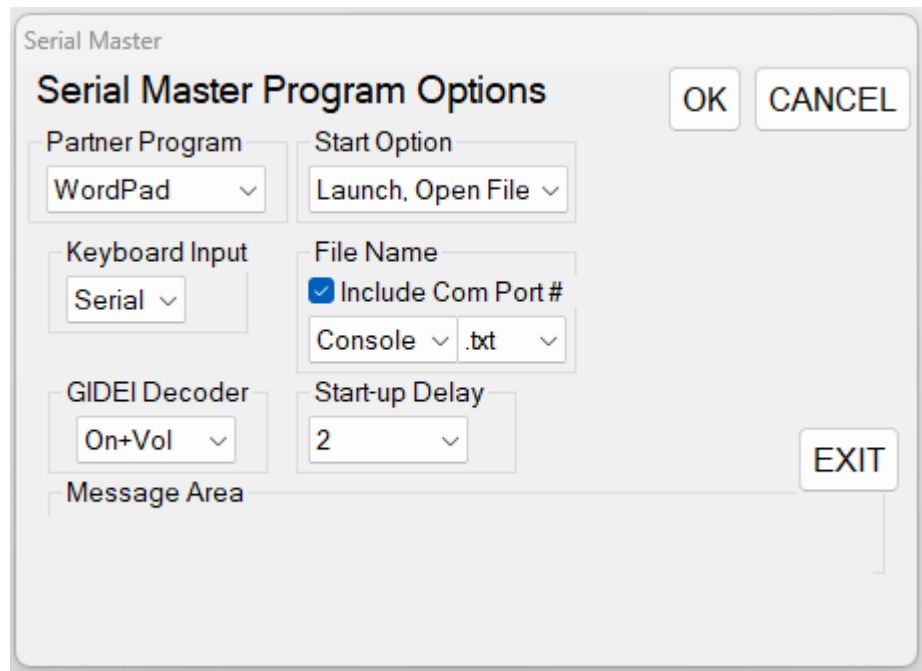 Serial Master
Serial Master Program Options
OK
CANCEL
Partner Program
Start Option
WordPad
Launch, Open File
Keyboard Input
File Name
Serial
Include Com Port #
Console
.txt
GIDEI Decoder
Start-up Delay
On+Vol
2
EXIT
Message Area